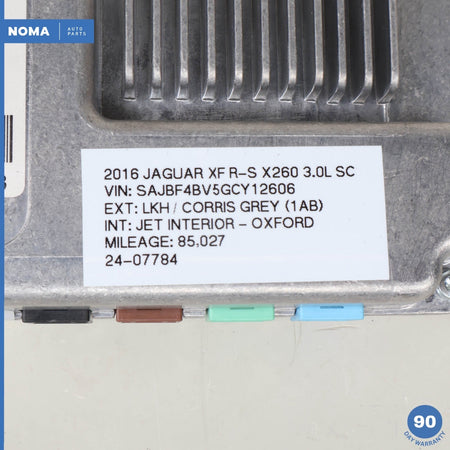 NOMA AUTO PARTS
2016 JAGUAR XF R-S X260 3.0L SC
VIN: SAJBF4BV5GCY12606
EXT: LKH / CORRIS GREY (1AB)
INT: JET INTERIOR - OXFORD
MILEAGE: 85,027
24-07784
90
DAY WARRANTY